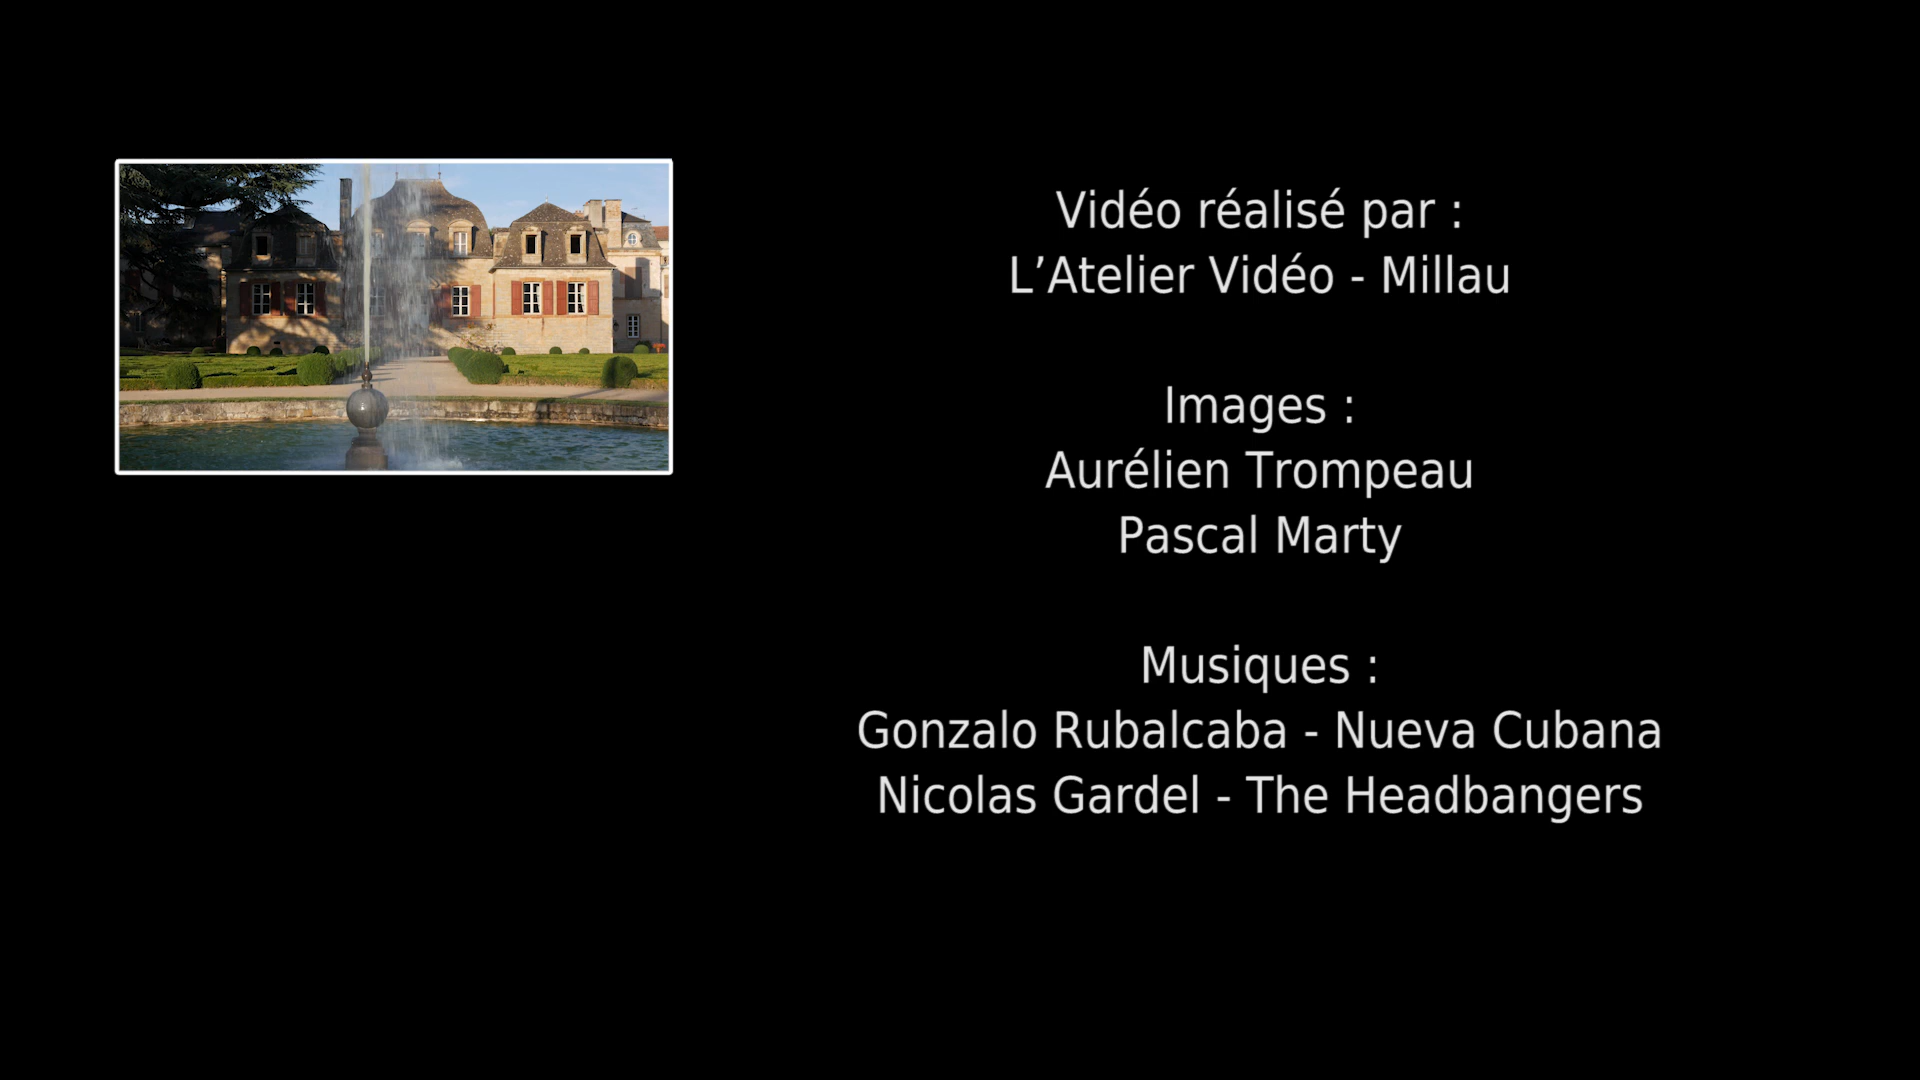 Vidéo réalisé par :
L’Atelier Vidéo - Millau
Images :
Aurélien Trompeau
Pascal Marty
Musiques :
Gonzalo Rubalcaba - Nueva Cubana
Nicolas Gardel - The Headbangers